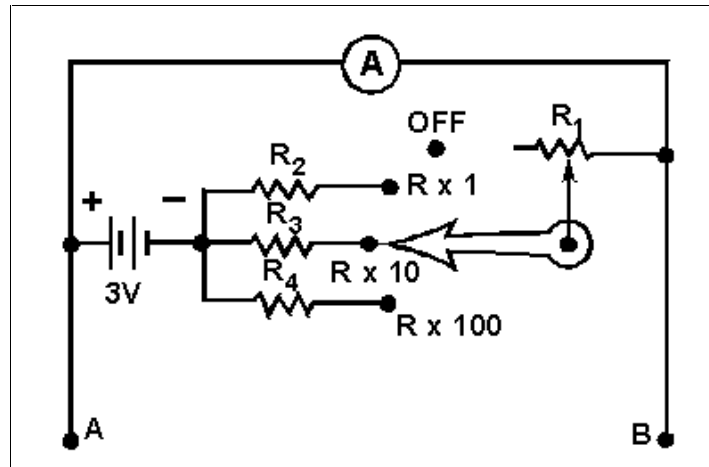 A
OFF
R1
R2
R x 1
+ −
R3
R x 10
3V
R4
R x 100
A
B